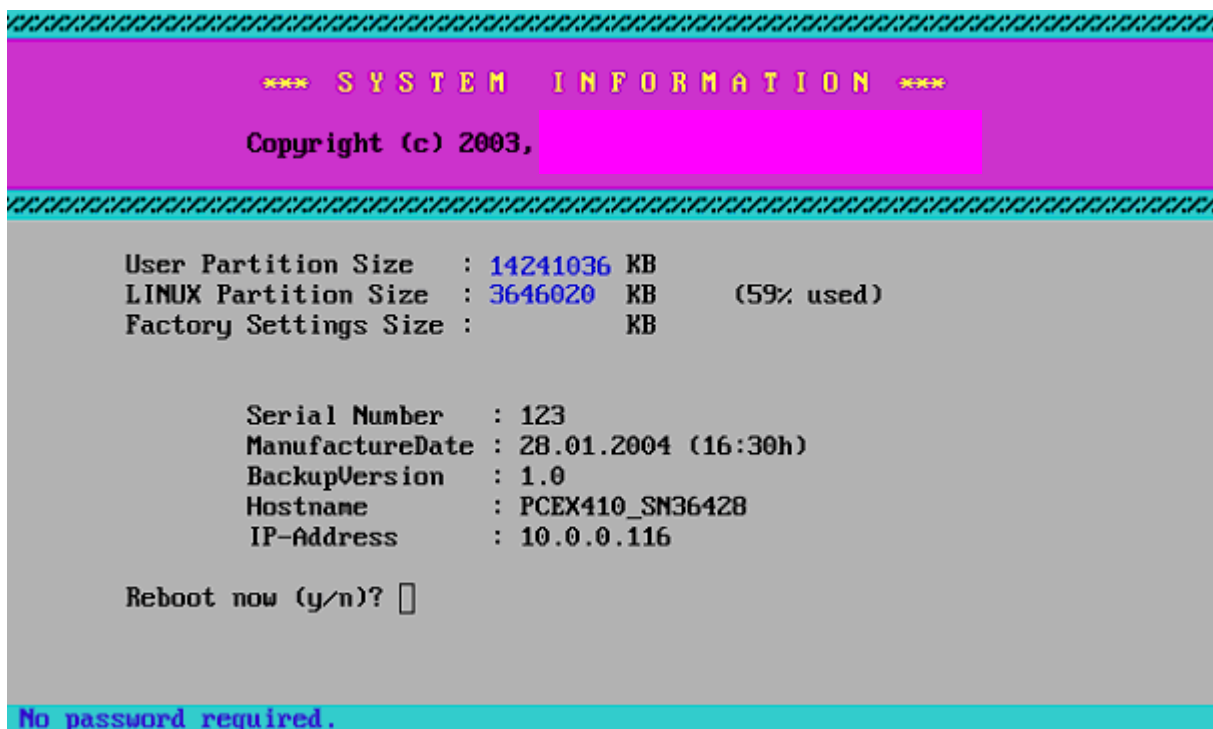 *** S Y S T E M   I N F O R M A T I O N ***
Copyright (c) 2003,
User Partition Size   : 14241036 KB
LINUX Partition Size  : 3646020  KB     (59% used)
Factory Settings Size :          KB
Serial Number   : 123
ManufactureDate : 28.01.2004 (16:30h)
BackupVersion   : 1.0
Hostname        : PCEX410_SN36428
IP-Address      : 10.0.0.116
Reboot now (y/n)?
No password required.